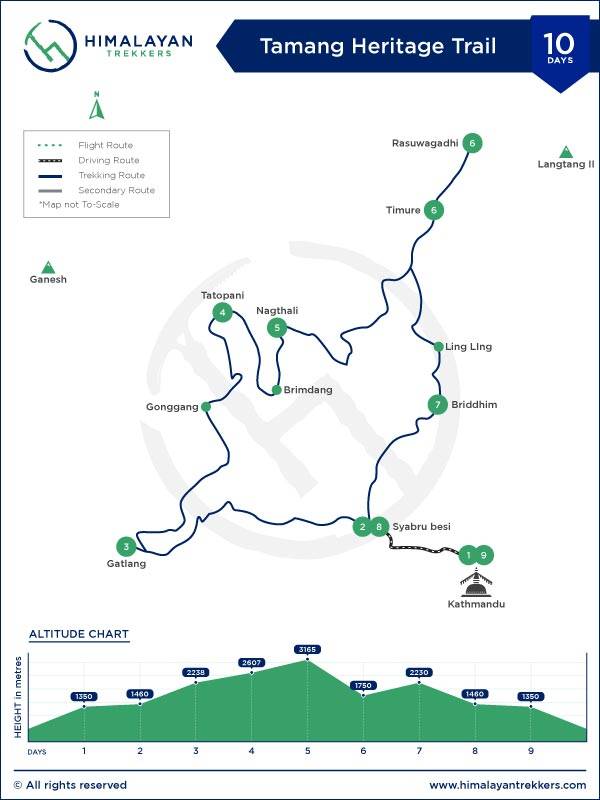 HIMALAYAN
TREKKERS
Tamang Heritage Trail
10
DAYS
N
Flight Route
Driving Route
Trekking Route
Secondary Route
*Map not To-Scale
Rasuwagadhi 6
Langtang II
Timure 6
Ganesh
Tatopani
4
Nagthali
5
Ling LIng
Brimdang
Gonggang
7 Briddhim
2 8 Syabru besi
3
Gatlang
1 9
Kathmandu
ALTITUDE CHART
HEIGHT in metres
1350 1460 2238 2607 3165 1750 2230 1460 1350
DAYS 1 2 3 4 5 6 7 8 9
© All rights reserved
www.himalayantrekkers.com